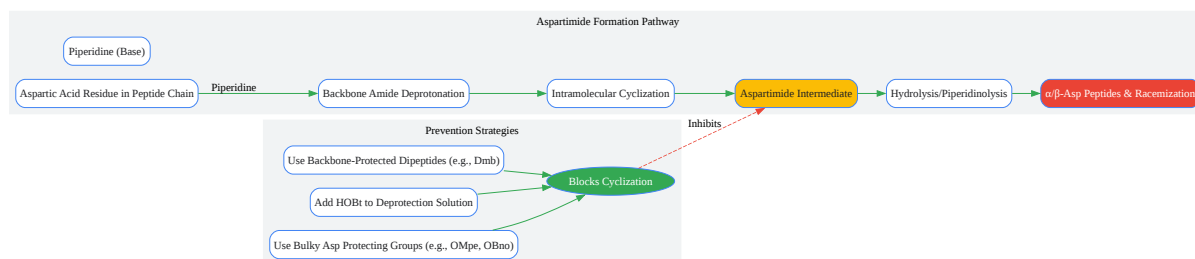 Aspartimide Formation Pathway
Piperidine (Base)
Aspartic Acid Residue in Peptide Chain
Piperidine
Backbone Amide Deprotonation
Intramolecular Cyclization
Aspartimide Intermediate
Hydrolysis/Piperidinolysis
α/β-Asp Peptides & Racemization
Inhibits
Prevention Strategies
Use Backbone-Protected Dipeptides (e.g., Dmb)
Blocks Cyclization
Add HOBt to Deprotection Solution
Use Bulky Asp Protecting Groups (e.g., OMpe, OBno)